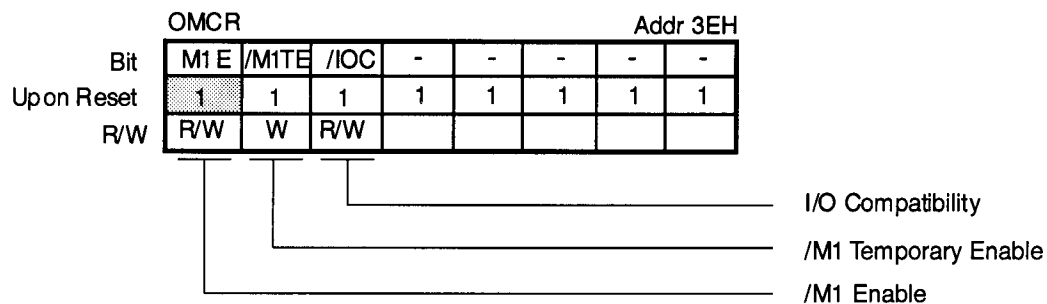 OMCR Addr 3EH
Bit M1E /M1TE /IOC - - - - -
Upon Reset 1 1 1 1 1 1 1 1
R/W R/W W R/W
I/O Compatibility
/M1 Temporary Enable
/M1 Enable